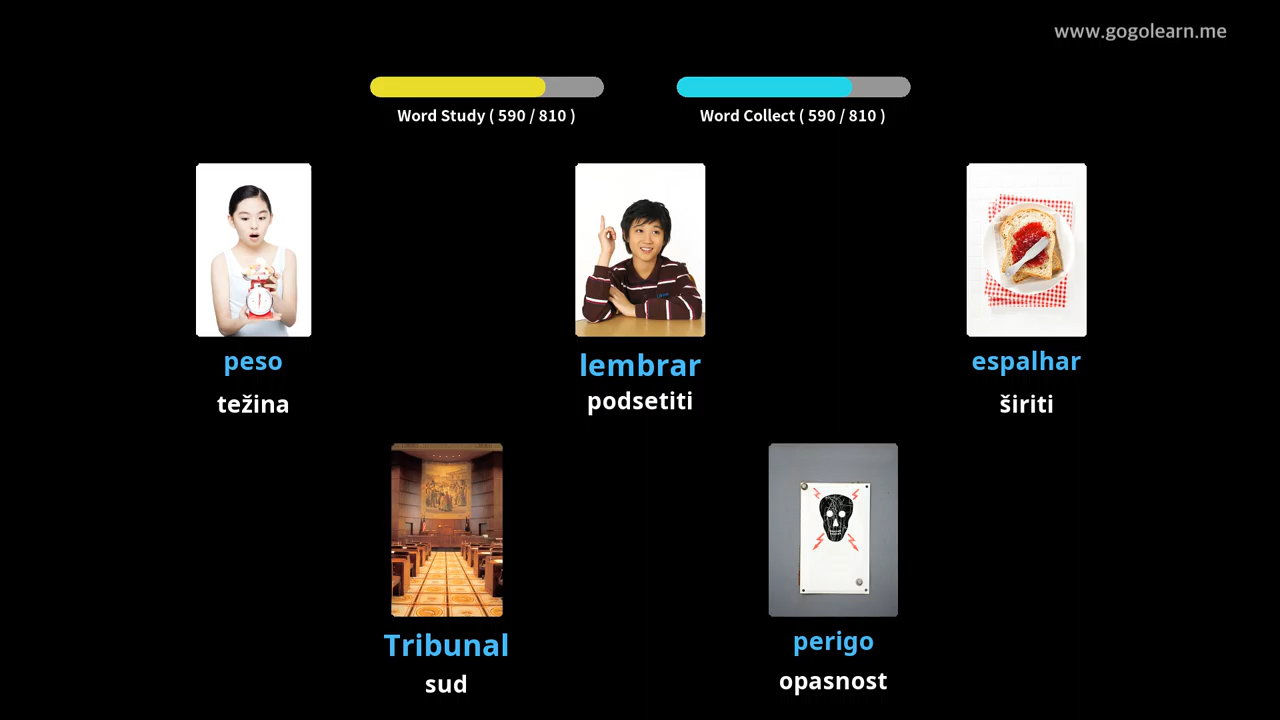 www.gogolearn.me
Word Study ( 590 / 810 )
Word Collect ( 590 / 810 )
peso
težina
lembrar
podsetiti
espalhar
širiti
Tribunal
sud
perigo
opasnost